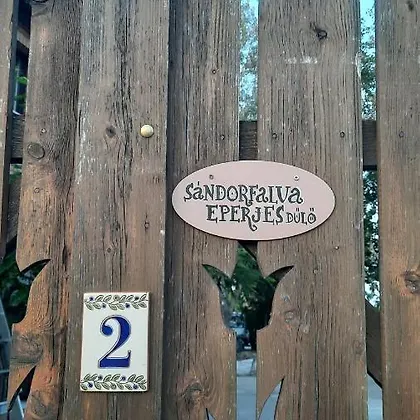 SÁNDORFALVA
EPERJES DŰLŐ
2